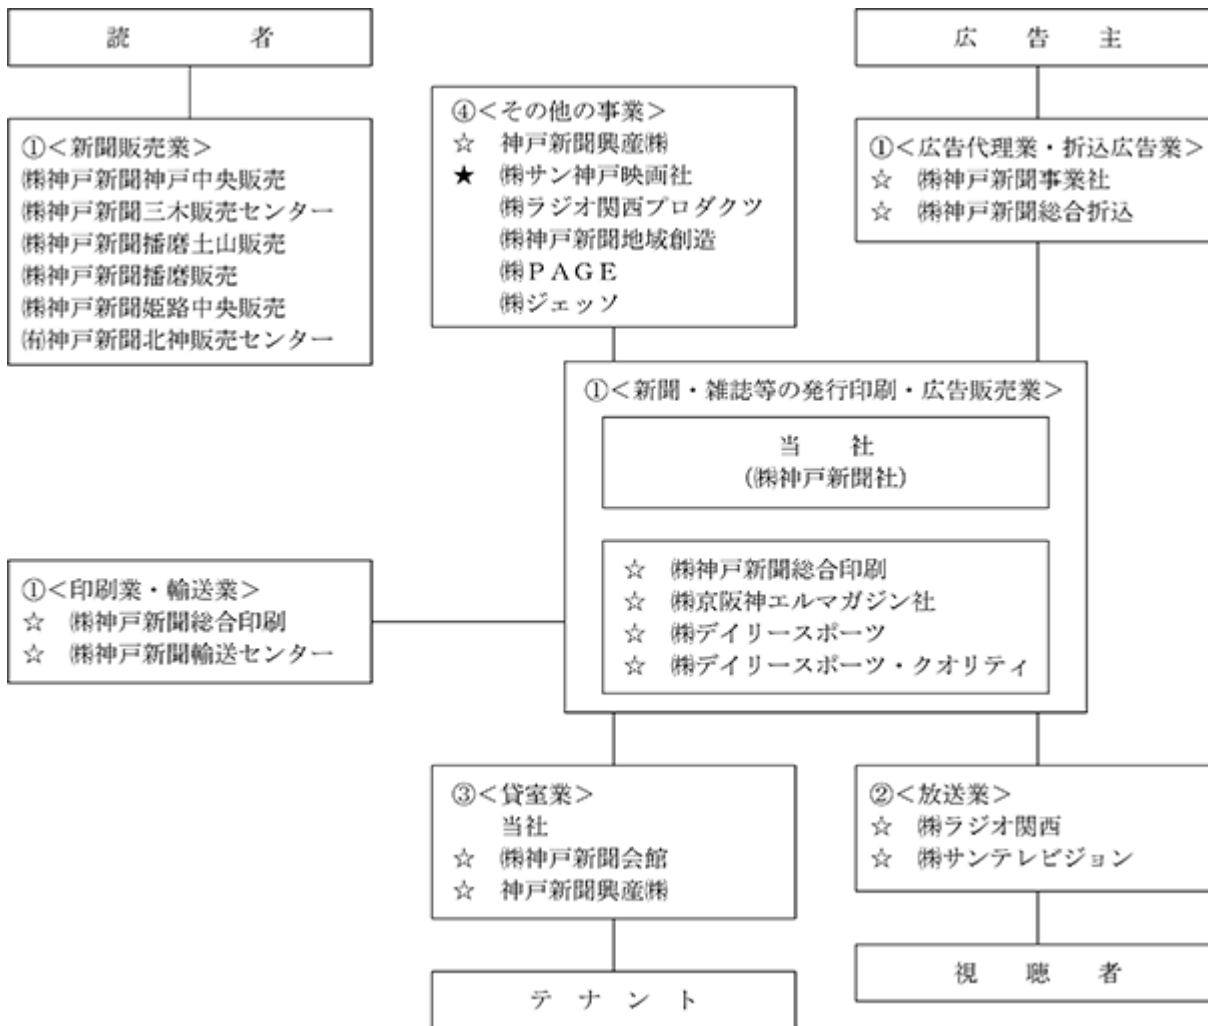 読者
①<新聞販売業>
㈱神戸新聞神戸中央販売
㈱神戸新聞三木販売センター
㈱神戸新聞播磨土山販売
㈱神戸新聞播磨販売
㈱神戸新聞姫路中央販売
㈲神戸新聞北神販売センター
④<その他の事業>
☆ 神戸新聞興産㈱
★ ㈱サン神戸映画社
㈱ラジオ関西プロダクツ
㈱神戸新聞地域創造
㈱PAGE
㈱ジェッソ
広告主
①<広告代理業・折込広告業>
☆ ㈱神戸新聞事業社
☆ ㈱神戸新聞総合折込
①<新聞・雑誌等の発行印刷・広告販売業>
当社
(㈱神戸新聞社)
☆ ㈱神戸新聞総合印刷
☆ ㈱京阪神エルマガジン社
☆ ㈱デイリースポーツ
☆ ㈱デイリースポーツ・クオリティ
①<印刷業・輸送業>
☆ ㈱神戸新聞総合印刷
☆ ㈱神戸新聞輸送センター
③<貸室業>
当社
☆ ㈱神戸新聞会館
☆ 神戸新聞興産㈱
テナント
②<放送業>
☆ ㈱ラジオ関西
☆ ㈱サンテレビジョン
視聴者